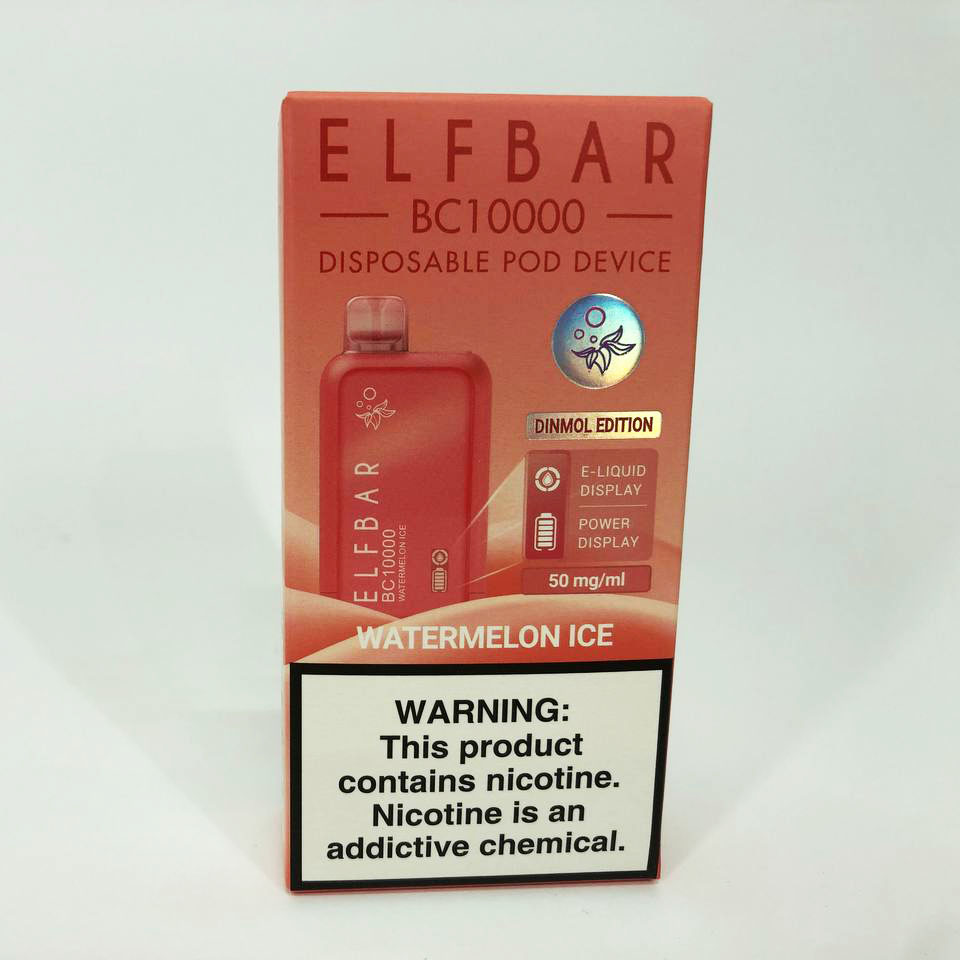 ELFBAR
BC10000
DISPOSABLE POD DEVICE
DINMOL EDITION
E-LIQUID
DISPLAY
POWER
DISPLAY
50 mg/ml
ELFBAR
BC10000
WATERMELON ICE
WATERMELON ICE
WARNING:
This product
contains nicotine.
Nicotine is an
addictive chemical.